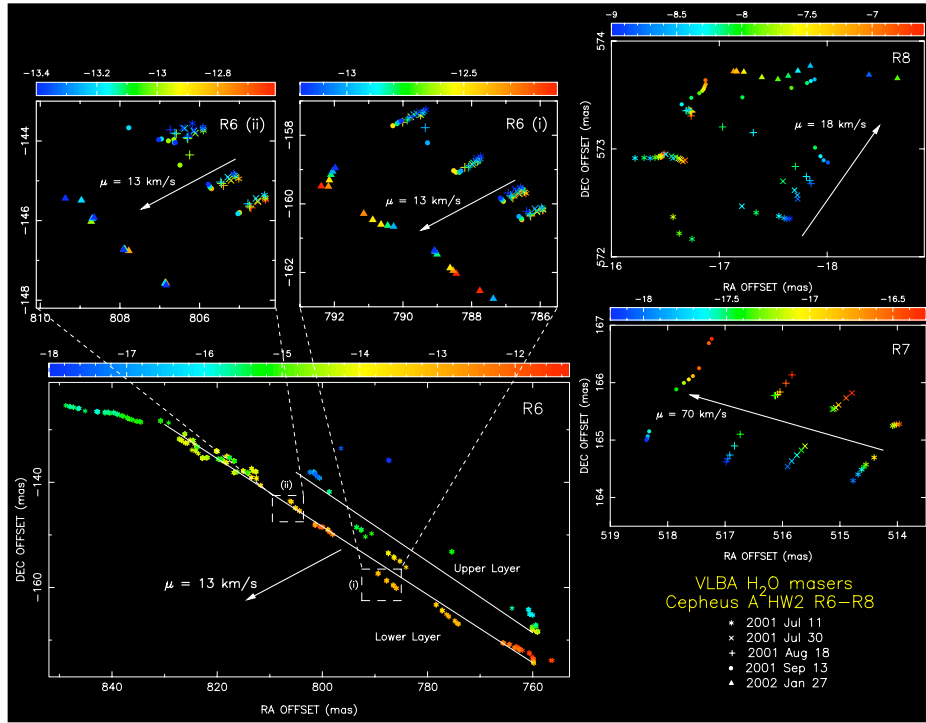 −13.4 −13.2 −13 −12.8
R6 (ii)
−144
−146
−148
μ = 13 km/s
810 808 806
−13 −12.5
R6 (i)
−158
−160
−162
μ = 13 km/s
792 790 788 786
−9 −8.5 −8 −7.5 −7
R8
574
573
572
DEC OFFSET (mas)
μ = 18 km/s
−16 −17 −18
RA OFFSET (mas)
−18 −17 −16 −15 −14 −13 −12
R6
−140
−160
DEC OFFSET (mas)
(ii)
(i)
μ = 13 km/s
Upper Layer
Lower Layer
840 820 800 780 760
RA OFFSET (mas)
−18 −17.5 −17 −16.5
R7
167
166
165
164
DEC OFFSET (mas)
μ = 70 km/s
519 518 517 516 515 514
RA OFFSET (mas)
VLBA H₂O masers
Cepheus A HW2 R6−R8
∗ 2001 Jul 11
× 2001 Jul 30
+ 2001 Aug 18
● 2001 Sep 13
▲ 2002 Jan 27